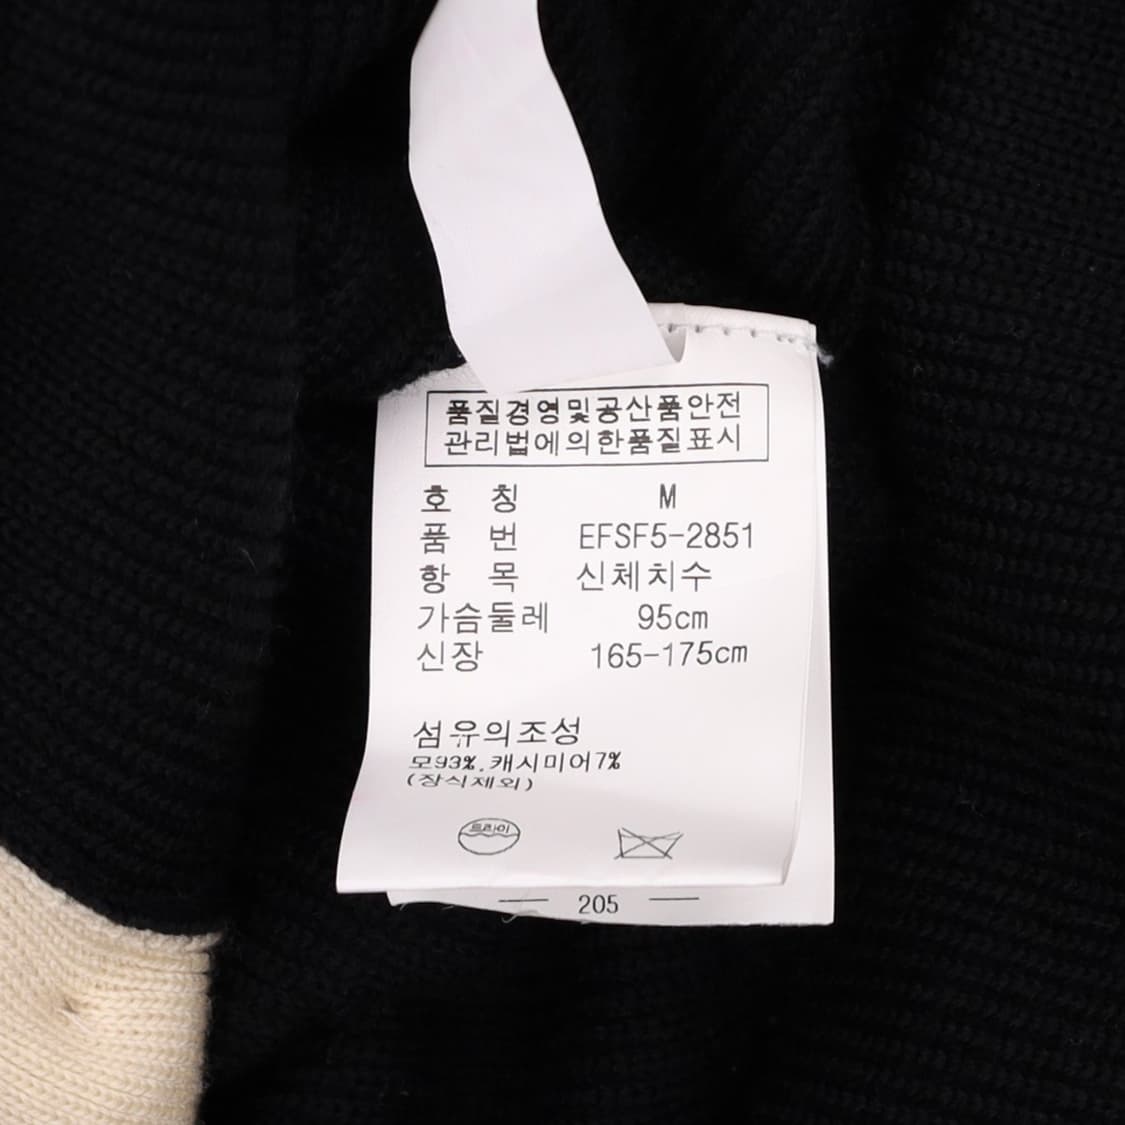 품질경영및공산품안전
관리법에의한품질표시
호 칭 M
품 번 EFSF5-2851
항 목 신체치수
가슴둘레 95cm
신장 165-175cm
섬유의조성
모93%,캐시미어7%
(장식제외)
드라이
205